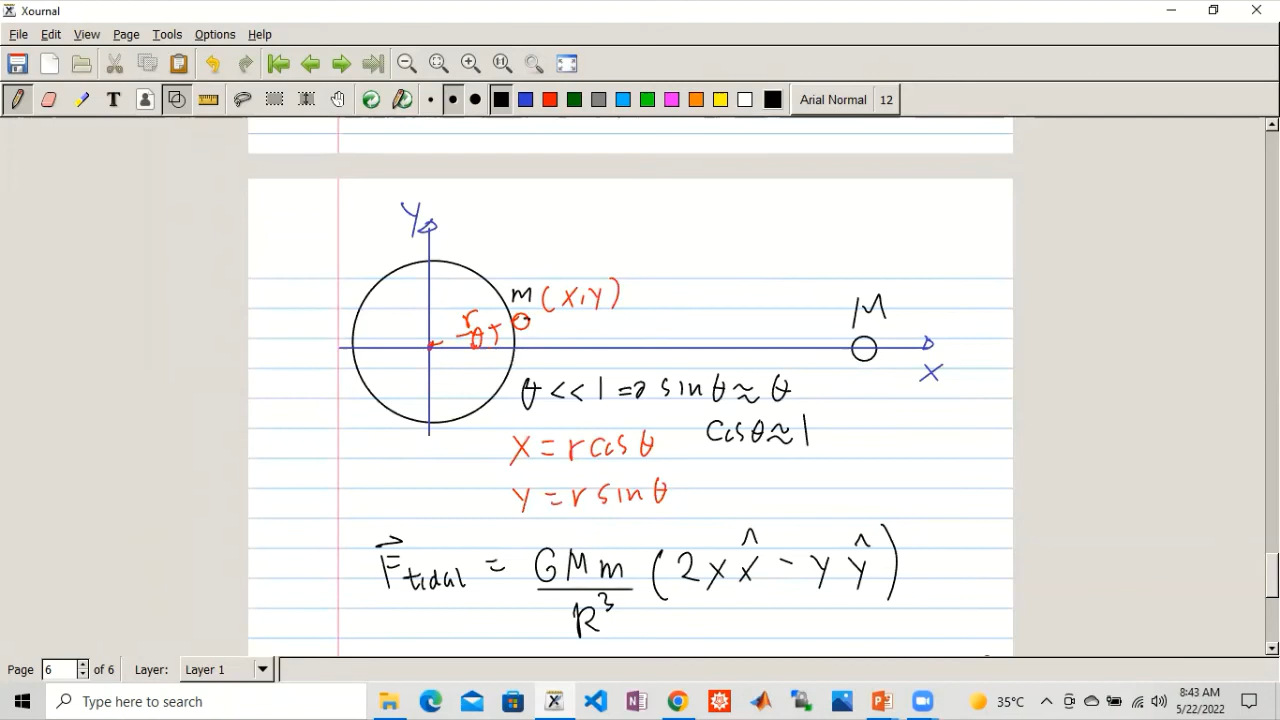 Xournal
File Edit View Page Tools Options Help
Arial Normal 12
Y
m (x, y)
M
r
θ
X
θ << 1 ⇒ sin θ ≈ θ
cos θ ≈ 1
x = r cos θ
y = r sin θ
F⃗tidal = GMm/R³ (2x x̂ - y ŷ)
Page 6 of 6 Layer: Layer 1
Type here to search
35°C
8:43 AM
5/22/2022